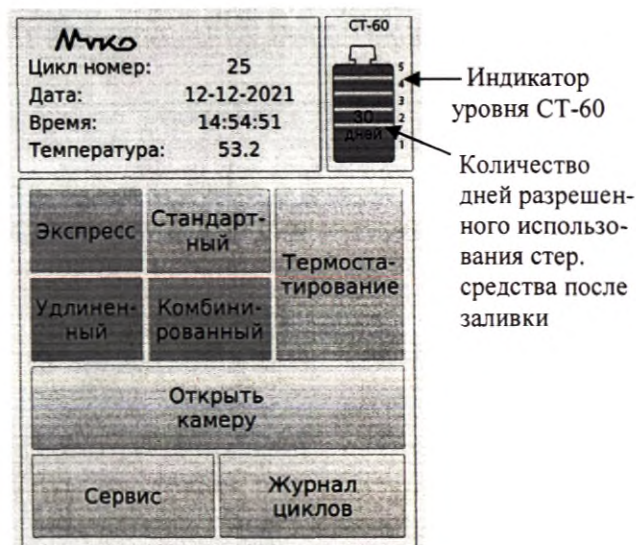 Мико
Цикл номер: 25
Дата: 12-12-2021
Время: 14:54:51
Температура: 53.2
СТ-60
5
4
3
2
1
30
дней
Индикатор
уровня СТ-60
Количество
дней разрешен-
ного использо-
вания стер.
средства после
заливки
Экспресс
Стандарт-
ный
Термоста-
тирование
Удлинен-
ный
Комбини-
рованный
Открыть
камеру
Сервис
Журнал
циклов